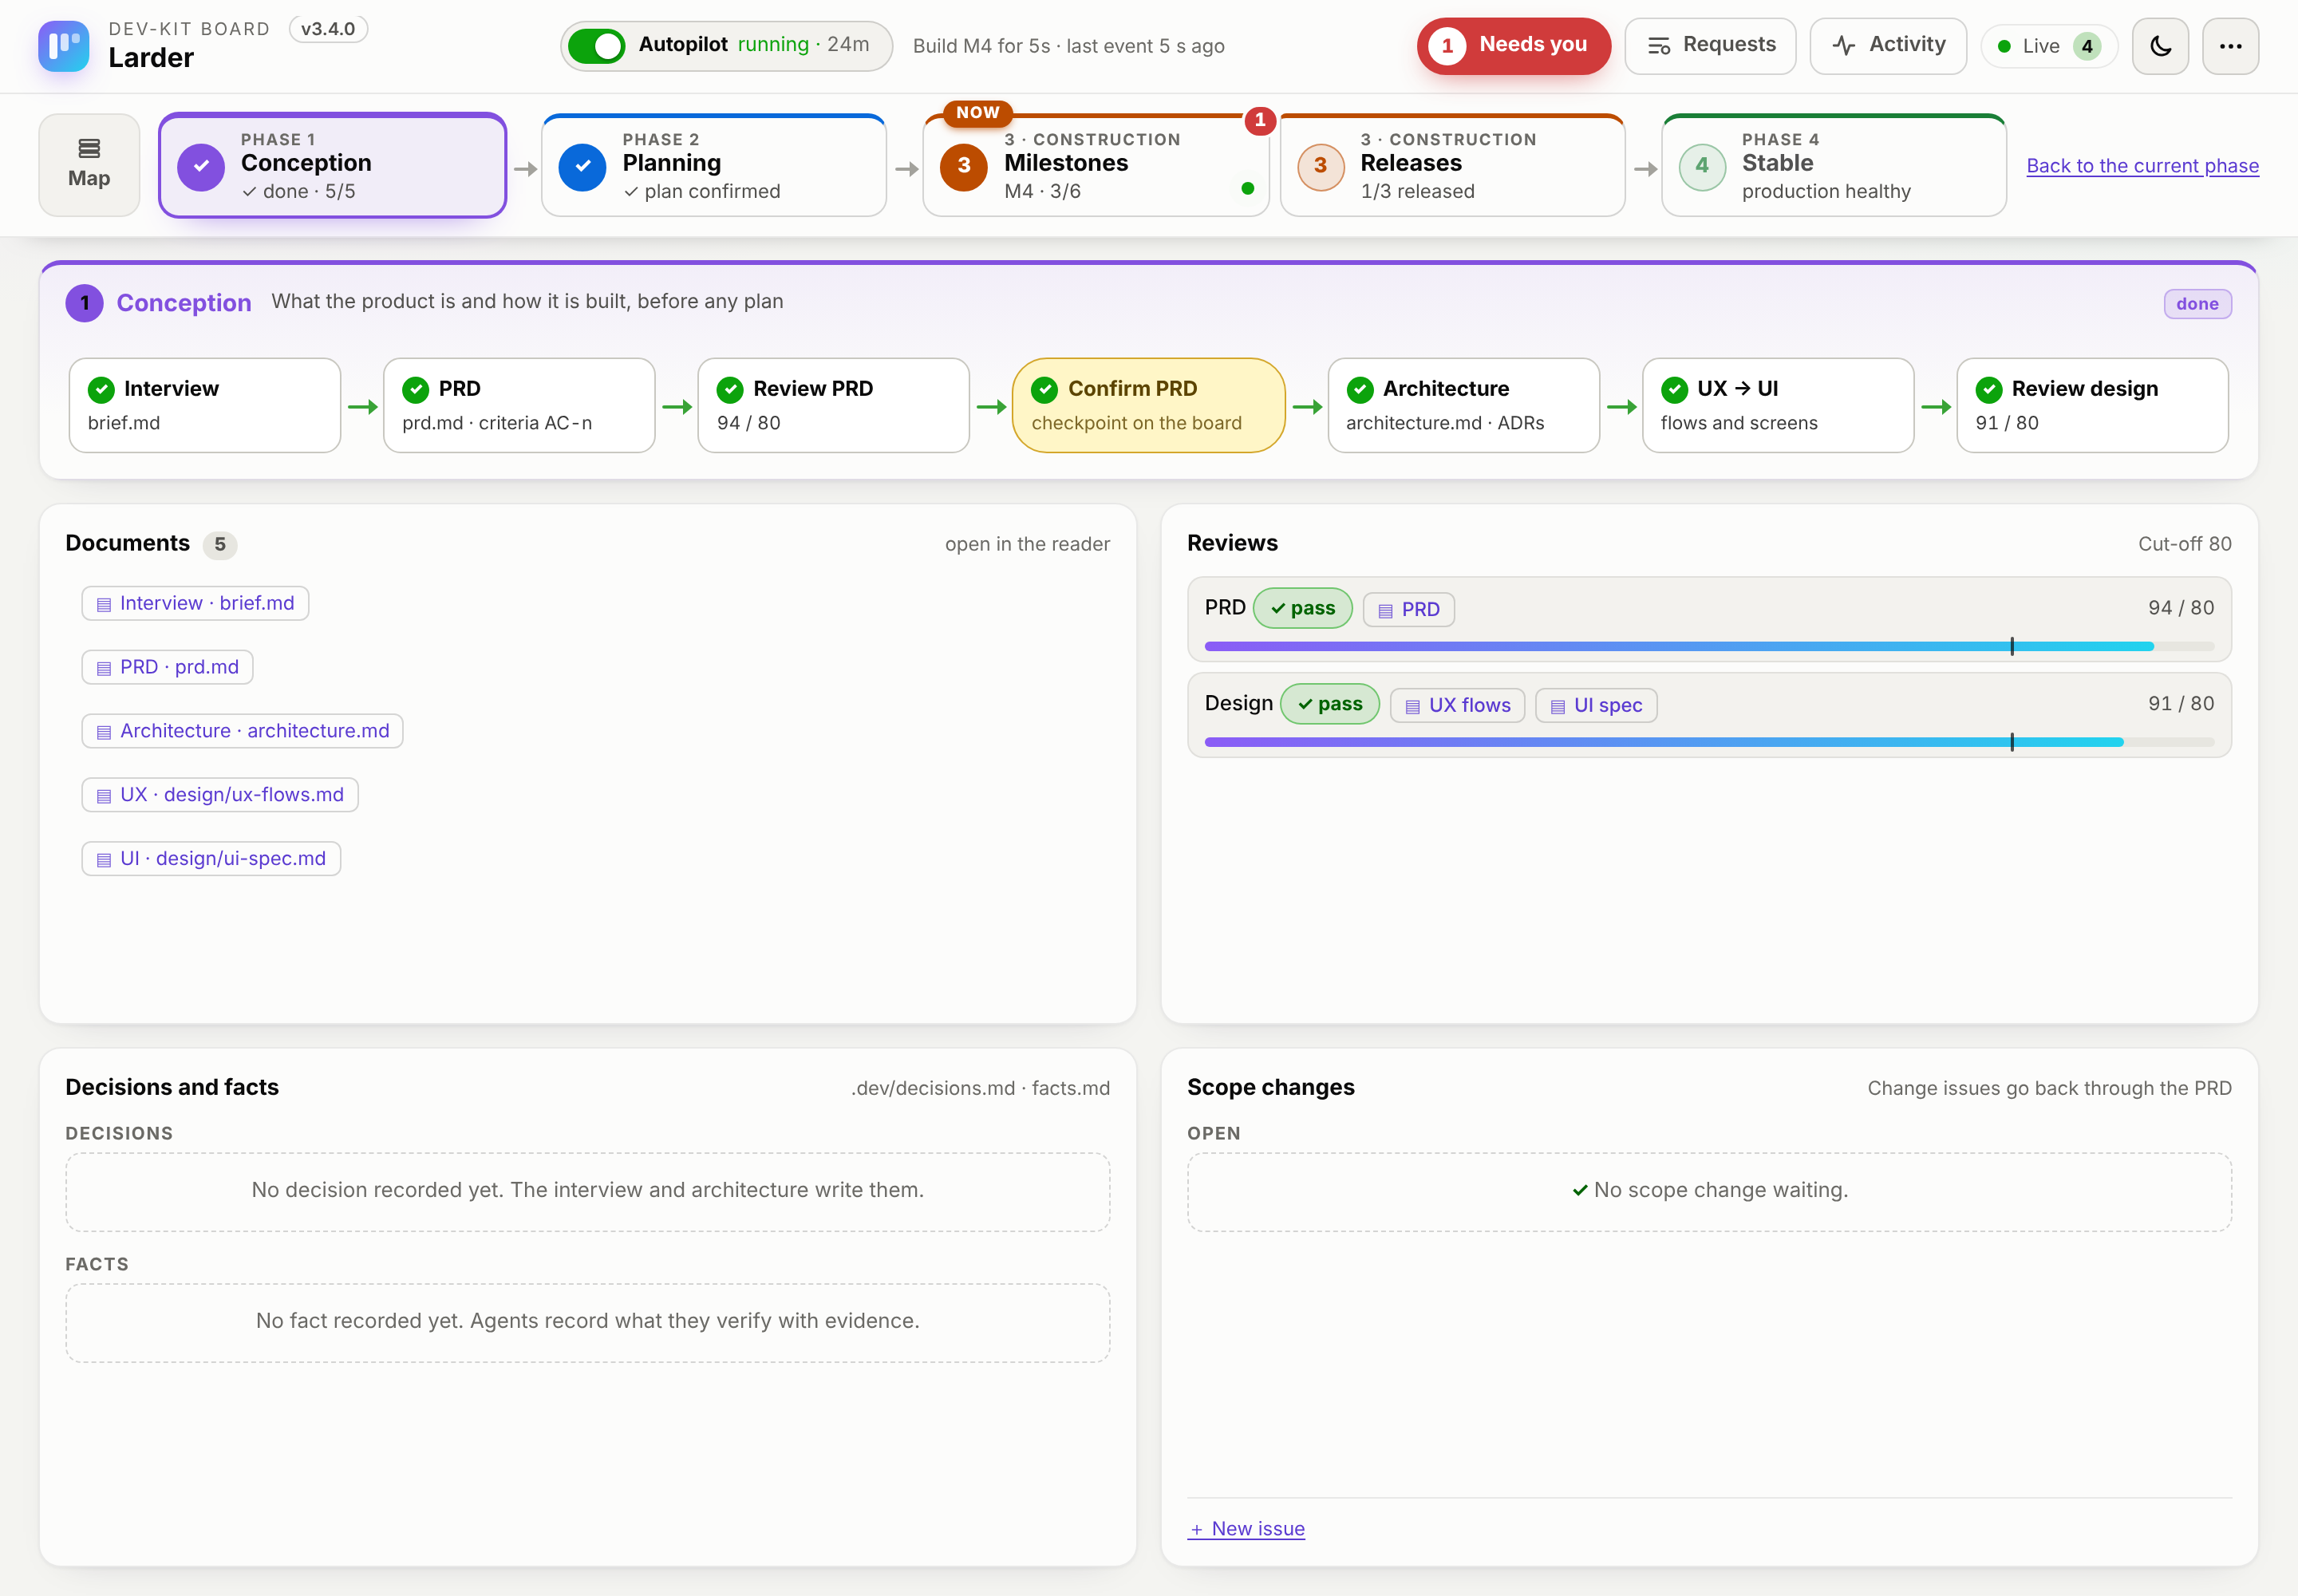 DEV-KIT BOARD v3.4.0
Larder
Autopilot running · 24m
Build M4 for 5s · last event 5 s ago
1 Needs you
Requests
Activity
Live 4
Map
PHASE 1
Conception
✓ done · 5/5
PHASE 2
Planning
✓ plan confirmed
NOW
1
3
3 · CONSTRUCTION
Milestones
M4 · 3/6
3
3 · CONSTRUCTION
Releases
1/3 released
4
PHASE 4
Stable
production healthy
Back to the current phase
1 Conception What the product is and how it is built, before any plan
done
Interview
brief.md
PRD
prd.md · criteria AC-n
Review PRD
94 / 80
Confirm PRD
checkpoint on the board
Architecture
architecture.md · ADRs
UX → UI
flows and screens
Review design
91 / 80
Documents 5
open in the reader
Interview · brief.md
PRD · prd.md
Architecture · architecture.md
UX · design/ux-flows.md
UI · design/ui-spec.md
Reviews
Cut-off 80
PRD ✓ pass PRD 94 / 80
Design ✓ pass UX flows UI spec 91 / 80
Decisions and facts
.dev/decisions.md · facts.md
DECISIONS
No decision recorded yet. The interview and architecture write them.
FACTS
No fact recorded yet. Agents record what they verify with evidence.
Scope changes
Change issues go back through the PRD
OPEN
✓ No scope change waiting.
+ New issue